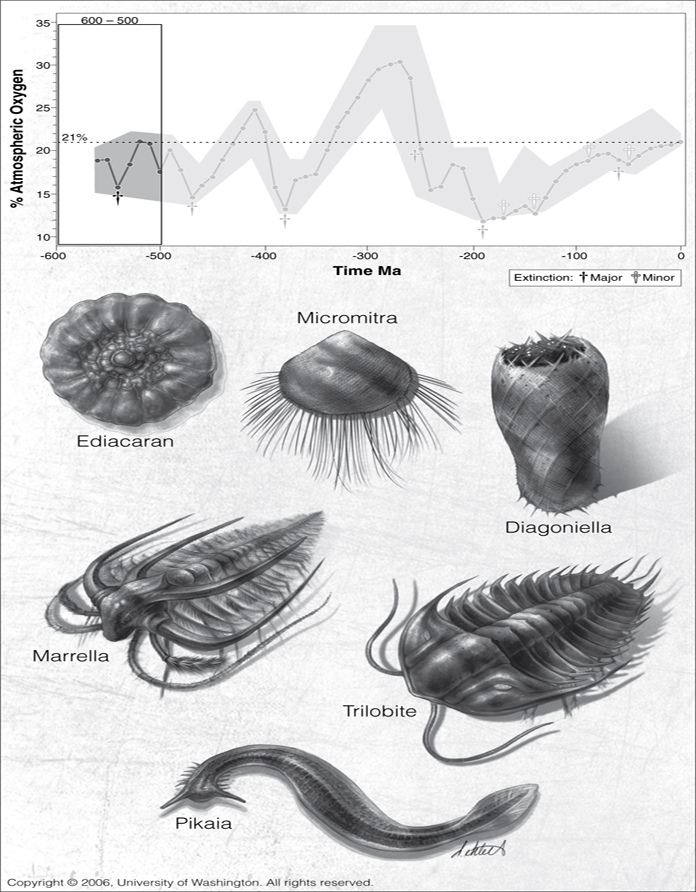 600 – 500
35
30
25
21%
20
15
10
% Atmospheric Oxygen
-600
-500
-400
-300
-200
-100
0
Time Ma
Extinction: † Major ✟ Minor
Micromitra
Ediacaran
Diagoniella
Marrella
Trilobite
Pikaia
Copyright © 2006, University of Washington. All rights reserved.